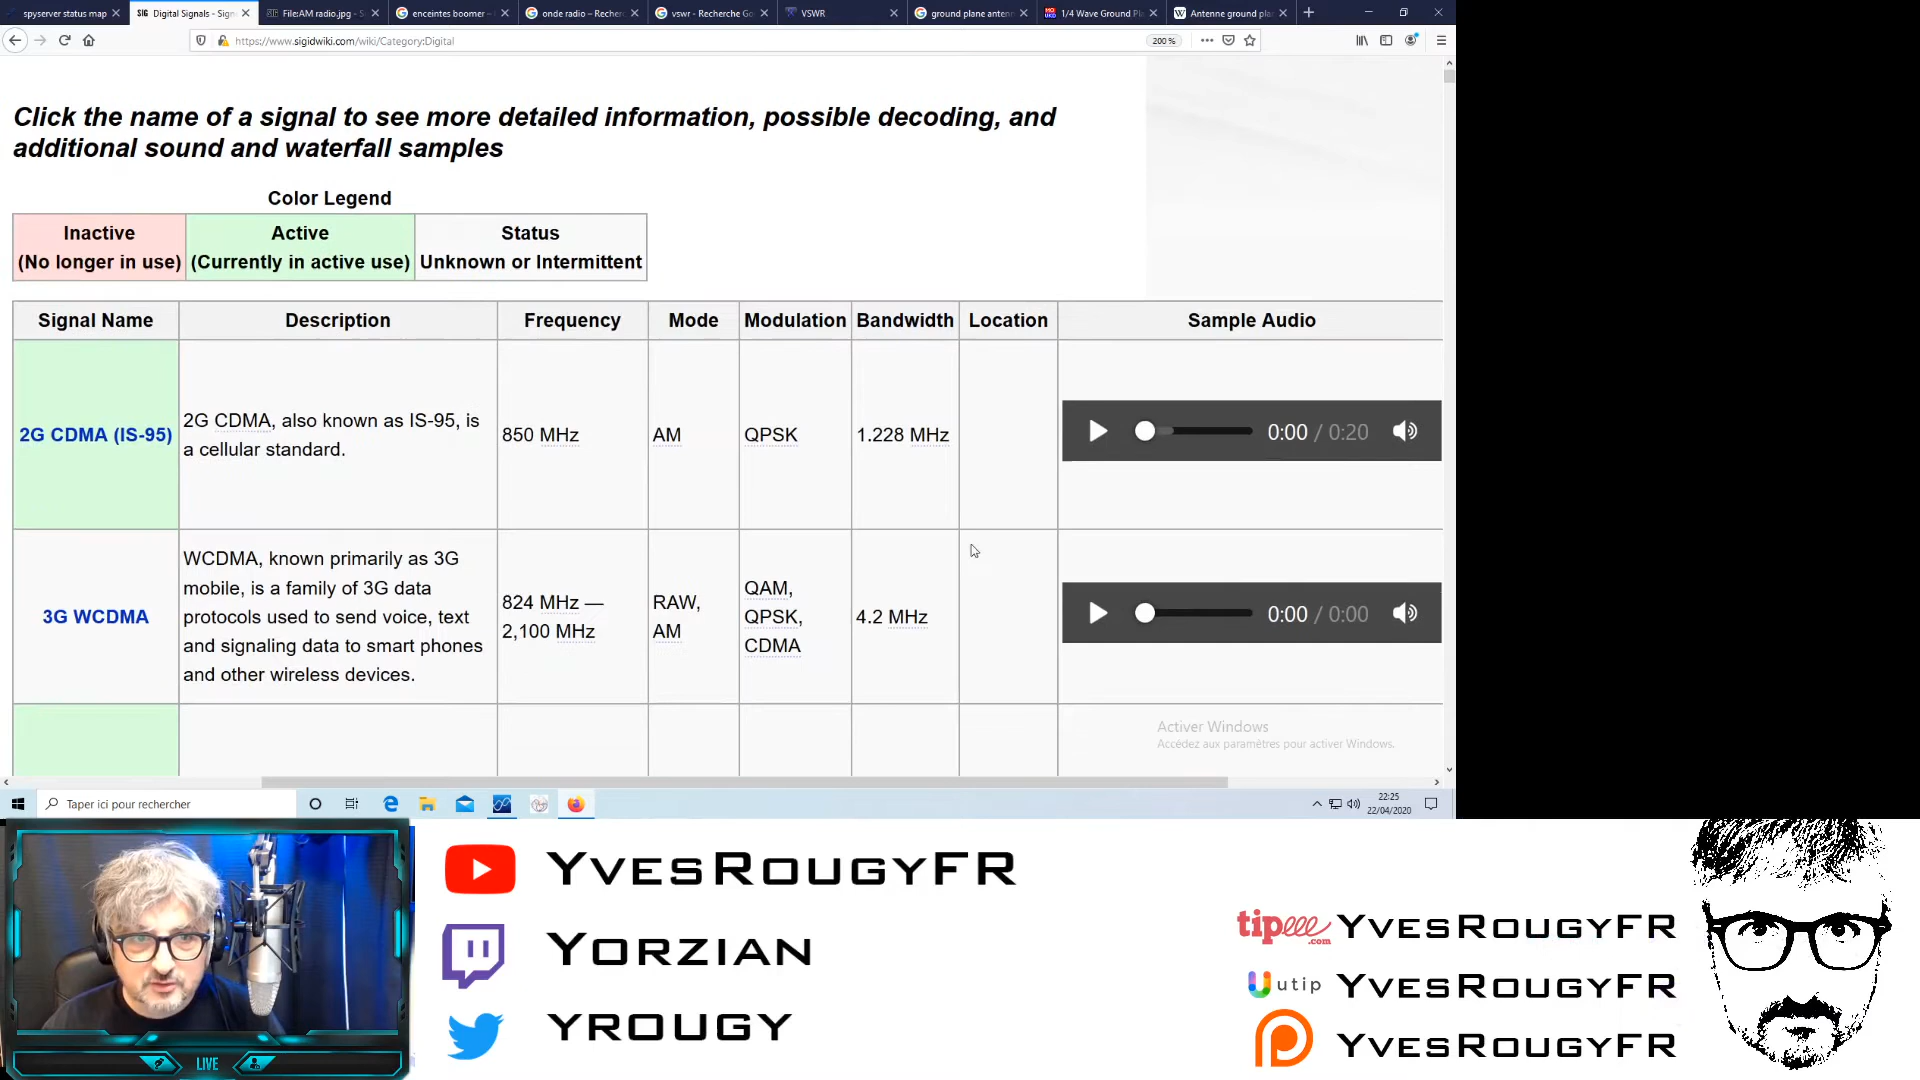 spyserver status map
Digital Signals - Sign
File:AM radio.jpg - S
enceintes boomer -
onde radio – Recher
vswr - Recherche Go
VSWR
ground plane anten
1/4 Wave Ground Pl
Antenne ground pla
https://www.sigidwiki.com/wiki/Category:Digital
200 %
Click the name of a signal to see more detailed information, possible decoding, and
additional sound and waterfall samples
Color Legend
Inactive
(No longer in use)
Active
(Currently in active use)
Status
Unknown or Intermittent
Signal Name
Description
Frequency
Mode
Modulation
Bandwidth
Location
Sample Audio
2G CDMA (IS-95)
2G CDMA, also known as IS-95, is
a cellular standard.
850 MHz
AM
QPSK
1.228 MHz
0:00 / 0:20
3G WCDMA
WCDMA, known primarily as 3G
mobile, is a family of 3G data
protocols used to send voice, text
and signaling data to smart phones
and other wireless devices.
824 MHz —
2,100 MHz
RAW,
AM
QAM,
QPSK,
CDMA
4.2 MHz
0:00 / 0:00
Activer Windows
Accédez aux paramètres pour activer Windows.
Taper ici pour rechercher
22:25
22/04/2020
LIVE
YvesRougyFR
Yorzian
yrougy
tipeee.com YvesRougyFR
utip YvesRougyFR
YvesRougyFR